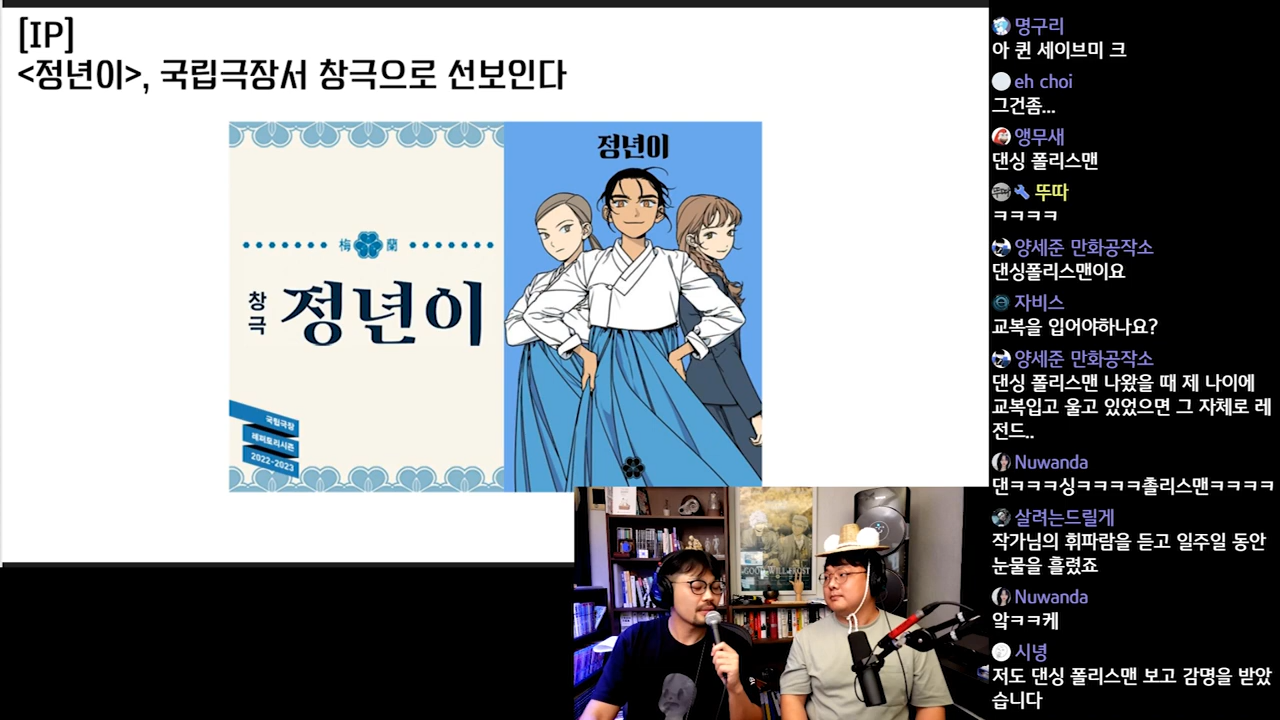 [IP]
<정년이>, 국립극장서 창극으로 선보인다
梅 蘭
창극
정년이
국립극장
레퍼토리시즌
2022-2023
정년이
GOOD WILL FROST
명구리
아 퀸 세이브미 크
eh choi
그건좀...
앵무새
댄싱 폴리스맨
뚜따
ㅋㅋㅋㅋ
양세준 만화공작소
댄싱폴리스맨이요
자비스
교복을 입어야하나요?
양세준 만화공작소
댄싱 폴리스맨 나왔을 때 제 나이에
교복입고 울고 있었으면 그 자체로 레
전드..
Nuwanda
댄ㅋㅋㅋ싱ㅋㅋㅋㅋ촐리스맨ㅋㅋㅋㅋ
살려는드릴게
작가님의 휘파람을 듣고 일주일 동안
눈물을 흘렸죠
Nuwanda
앜ㅋㅋ케
시녕
저도 댄싱 폴리스맨 보고 감명을 받았
습니다